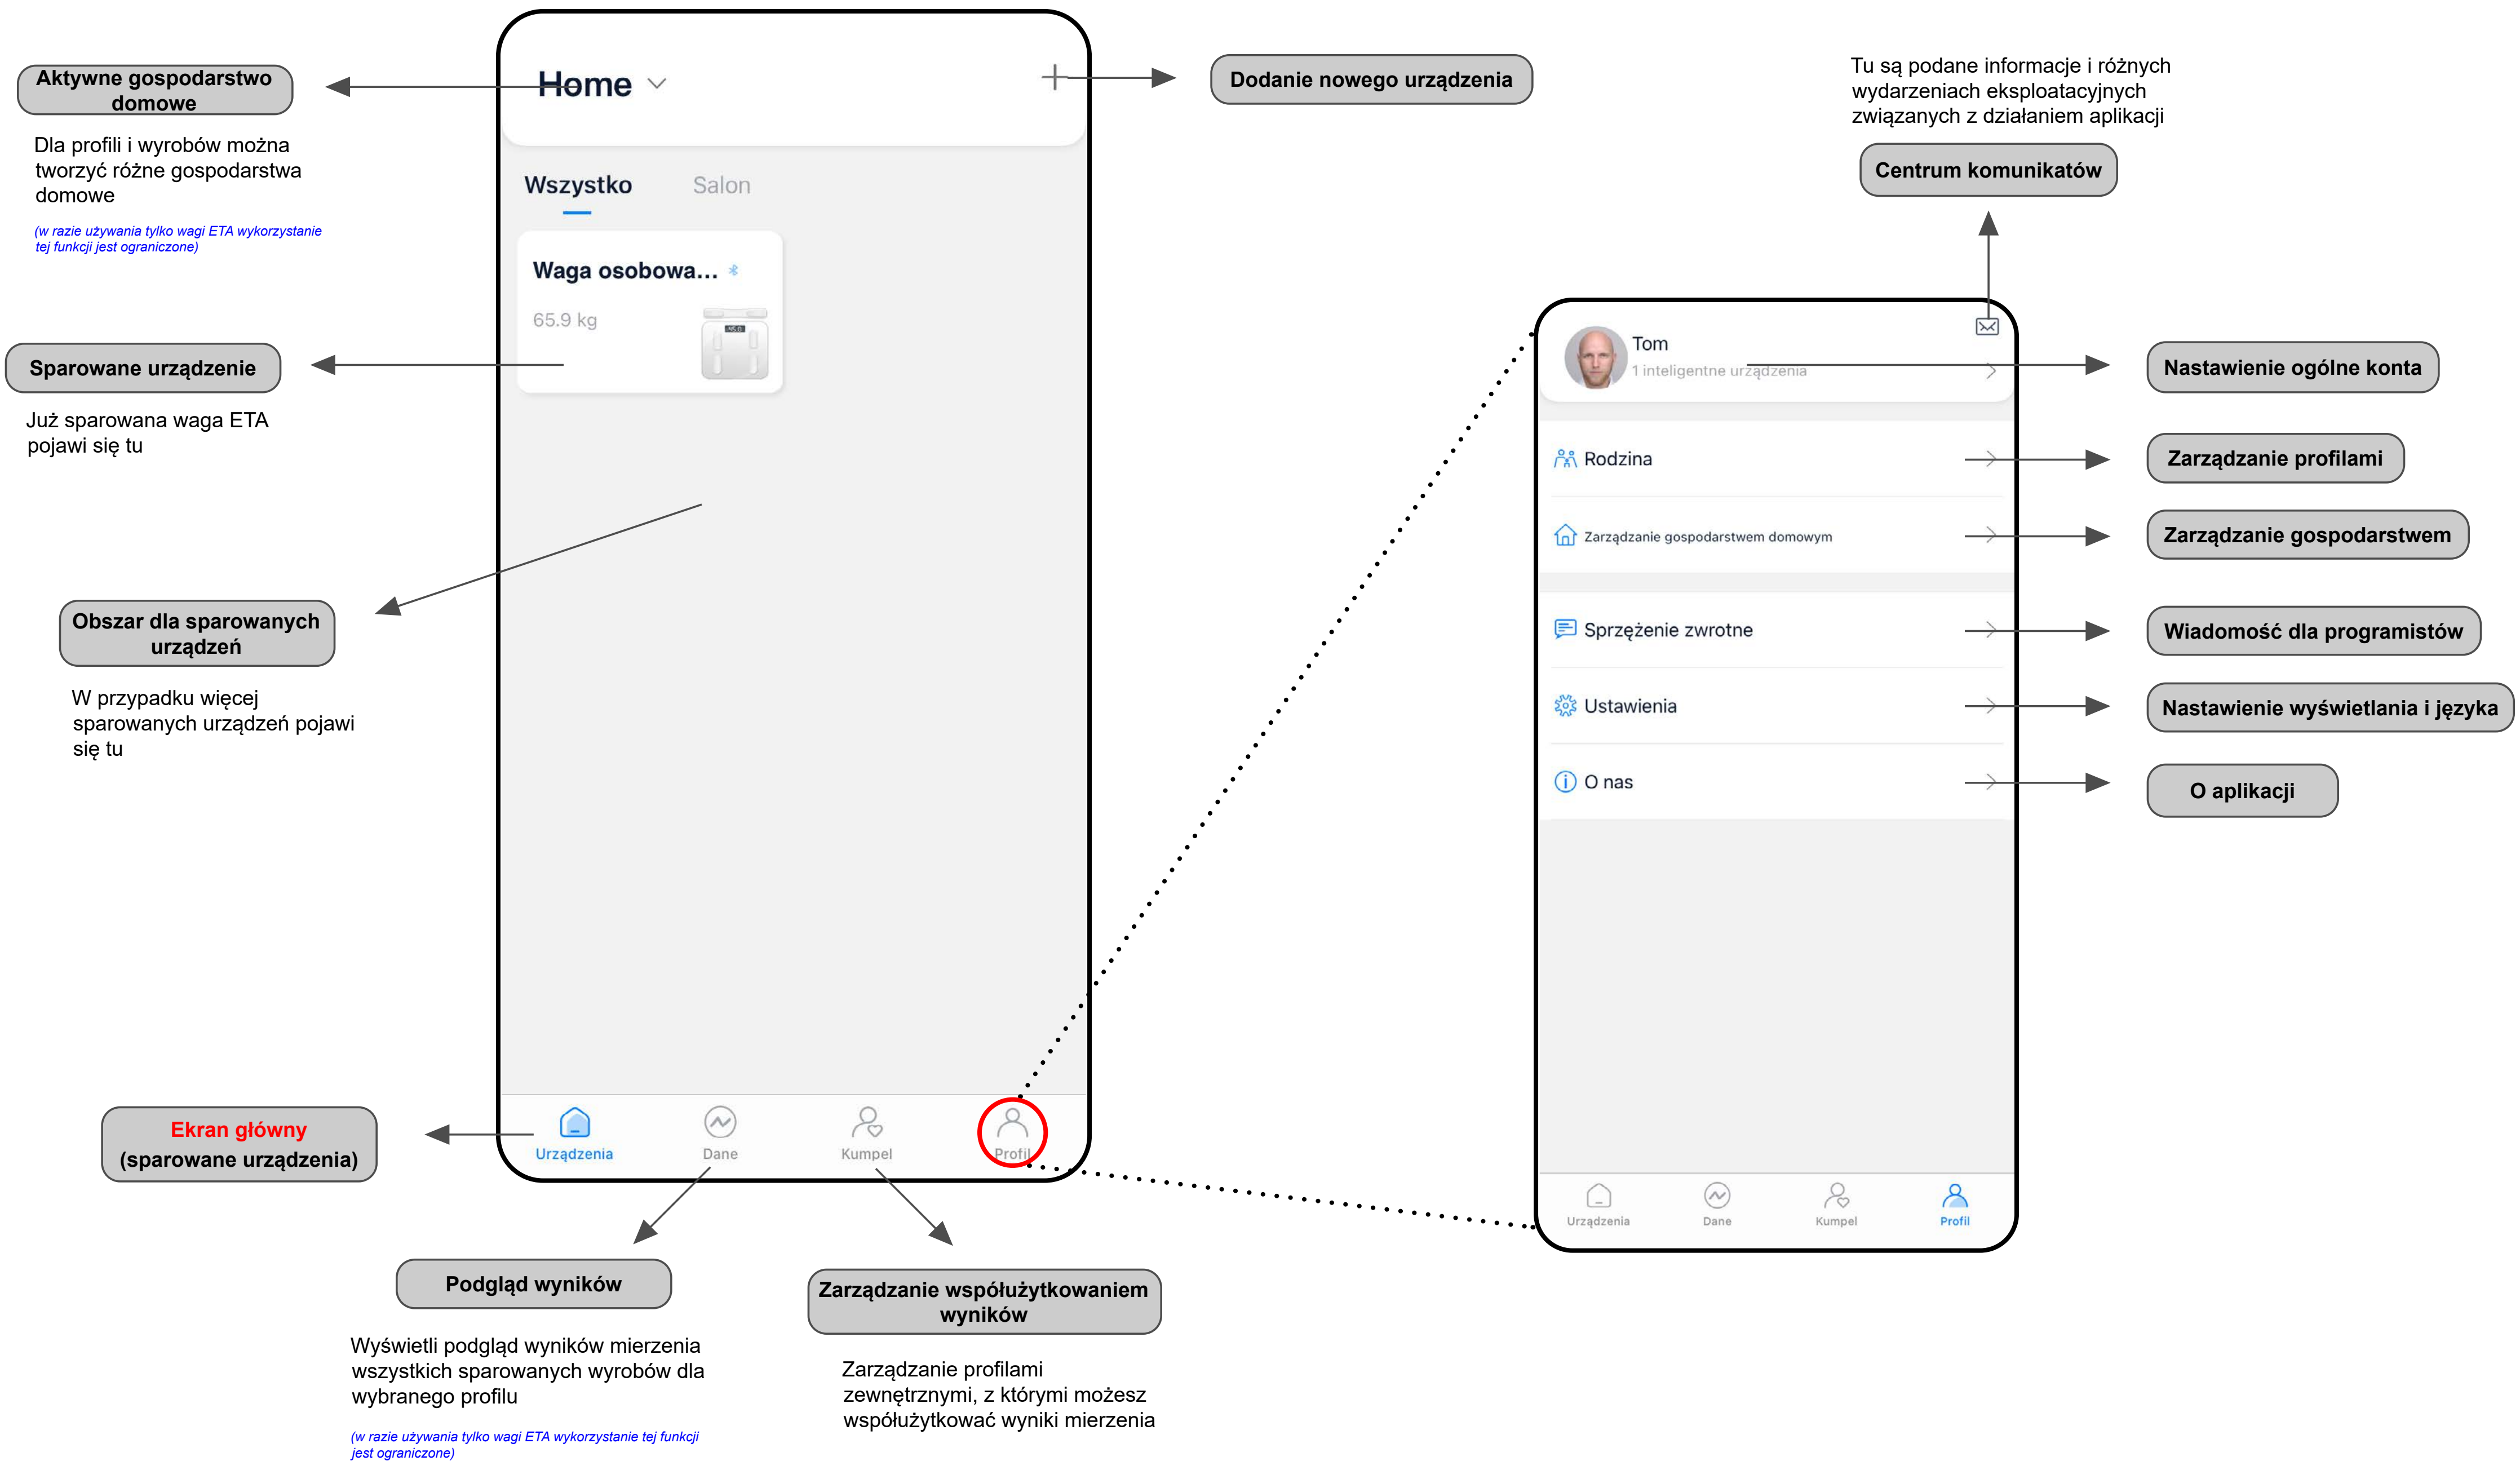 Aktywne gospodarstwo
domowe
Dla profili i wyrobów można
tworzyć różne gospodarstwa
domowe
(w razie używania tylko wagi ETA wykorzystanie
tej funkcji jest ograniczone)
Sparowane urządzenie
Już sparowana waga ETA
pojawi się tu
Obszar dla sparowanych
urządzeń
W przypadku więcej
sparowanych urządzeń pojawi
się tu
Ekran główny
(sparowane urządzenia)
Home
Wszystko Salon
Waga osobowa...
65.9 kg
45.0
Urządzenia Dane Kumpel Profil
Dodanie nowego urządzenia
Podgląd wyników
Wyświetli podgląd wyników mierzenia
wszystkich sparowanych wyrobów dla
wybranego profilu
(w razie używania tylko wagi ETA wykorzystanie tej funkcji
jest ograniczone)
Zarządzanie współużytkowaniem
wyników
Zarządzanie profilami
zewnętrznymi, z którymi możesz
współużytkować wyniki mierzenia
Tu są podane informacje i różnych
wydarzeniach eksploatacyjnych
związanych z działaniem aplikacji
Centrum komunikatów
Tom
1 inteligentne urządzenia
Rodzina
Zarządzanie gospodarstwem domowym
Sprzężenie zwrotne
Ustawienia
O nas
Urządzenia Dane Kumpel Profil
Nastawienie ogólne konta
Zarządzanie profilami
Zarządzanie gospodarstwem
Wiadomość dla programistów
Nastawienie wyświetlania i języka
O aplikacji